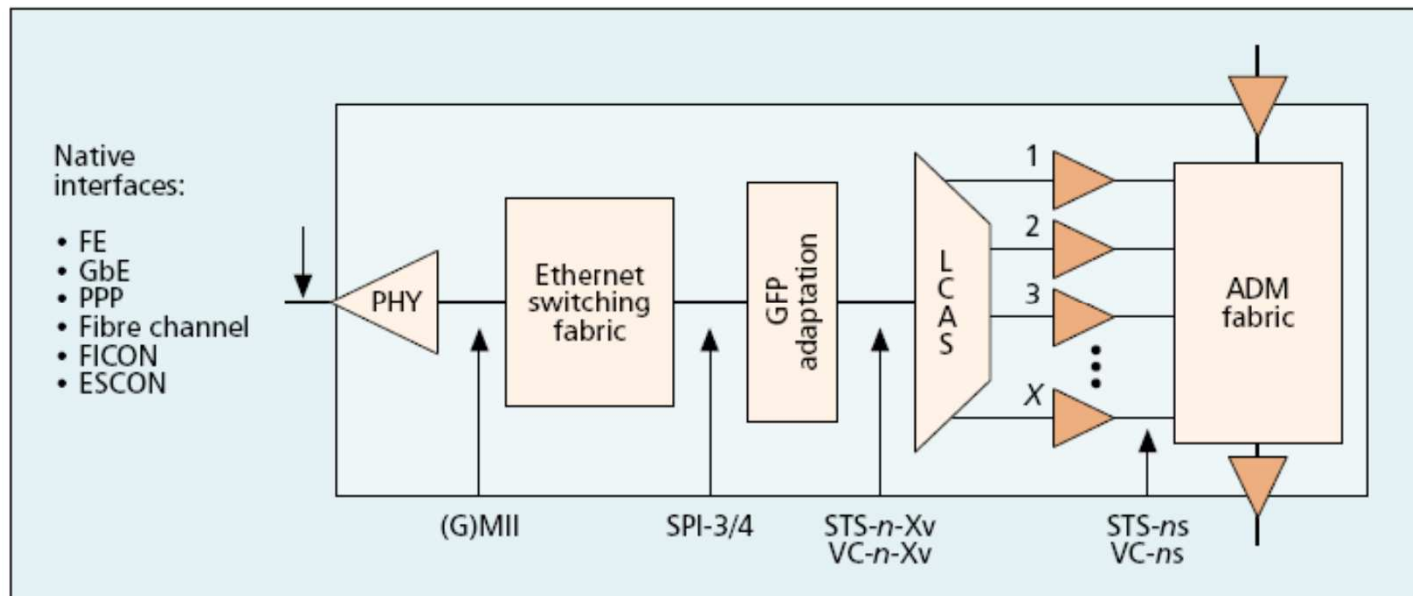 Native
interfaces:
• FE
• GbE
• PPP
• Fibre channel
• FICON
• ESCON
PHY
Ethernet
switching
fabric
GFP
adaptation
LCAS
1
2
3
X
ADM
fabric
(G)MII
SPI-3/4
STS-n-Xv
VC-n-Xv
STS-ns
VC-ns